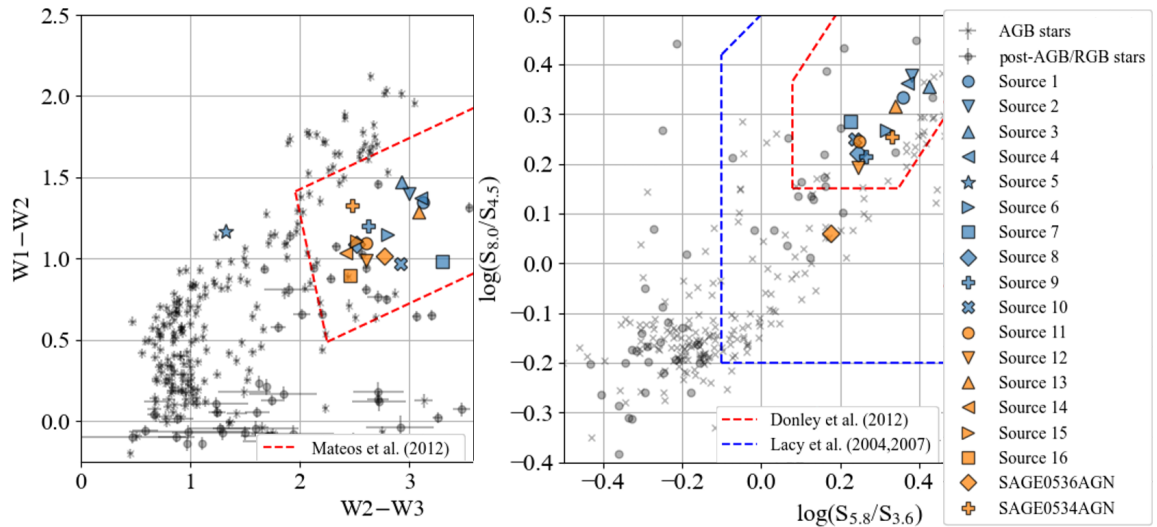 2.5
2.0
1.5
1.0
0.5
0.0
0
1
2
3
W1−W2
W2−W3
Mateos et al. (2012)
0.5
0.4
0.3
0.2
0.1
0.0
−0.1
−0.2
−0.3
−0.4
−0.4
−0.2
0.0
0.2
0.4
log(S8.0/S4.5)
log(S5.8/S3.6)
Donley et al. (2012)
Lacy et al. (2004,2007)
AGB stars
post-AGB/RGB stars
Source 1
Source 2
Source 3
Source 4
Source 5
Source 6
Source 7
Source 8
Source 9
Source 10
Source 11
Source 12
Source 13
Source 14
Source 15
Source 16
SAGE0536AGN
SAGE0534AGN